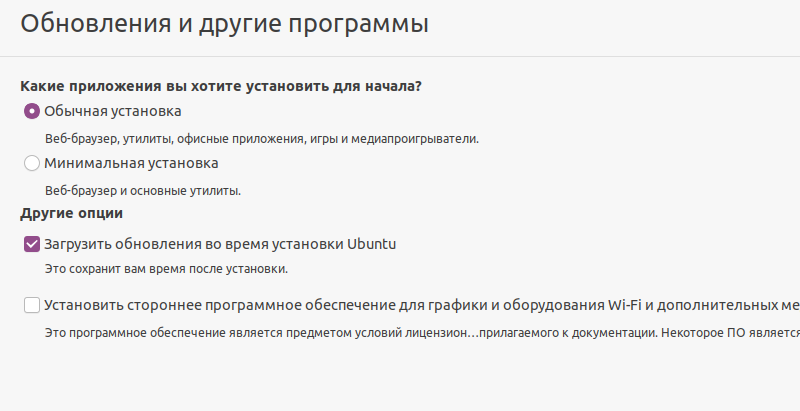 Обновления и другие программы
Какие приложения вы хотите установить для начала?
Обычная установка
Веб-браузер, утилиты, офисные приложения, игры и медиапроигрыватели.
Минимальная установка
Веб-браузер и основные утилиты.
Другие опции
Загрузить обновления во время установки Ubuntu
Это сохранит вам время после установки.
Установить стороннее программное обеспечение для графики и оборудования Wi-Fi и дополнительных ме
Это программное обеспечение является предметом условий лицензион…прилагаемого к документации. Некоторое ПО является